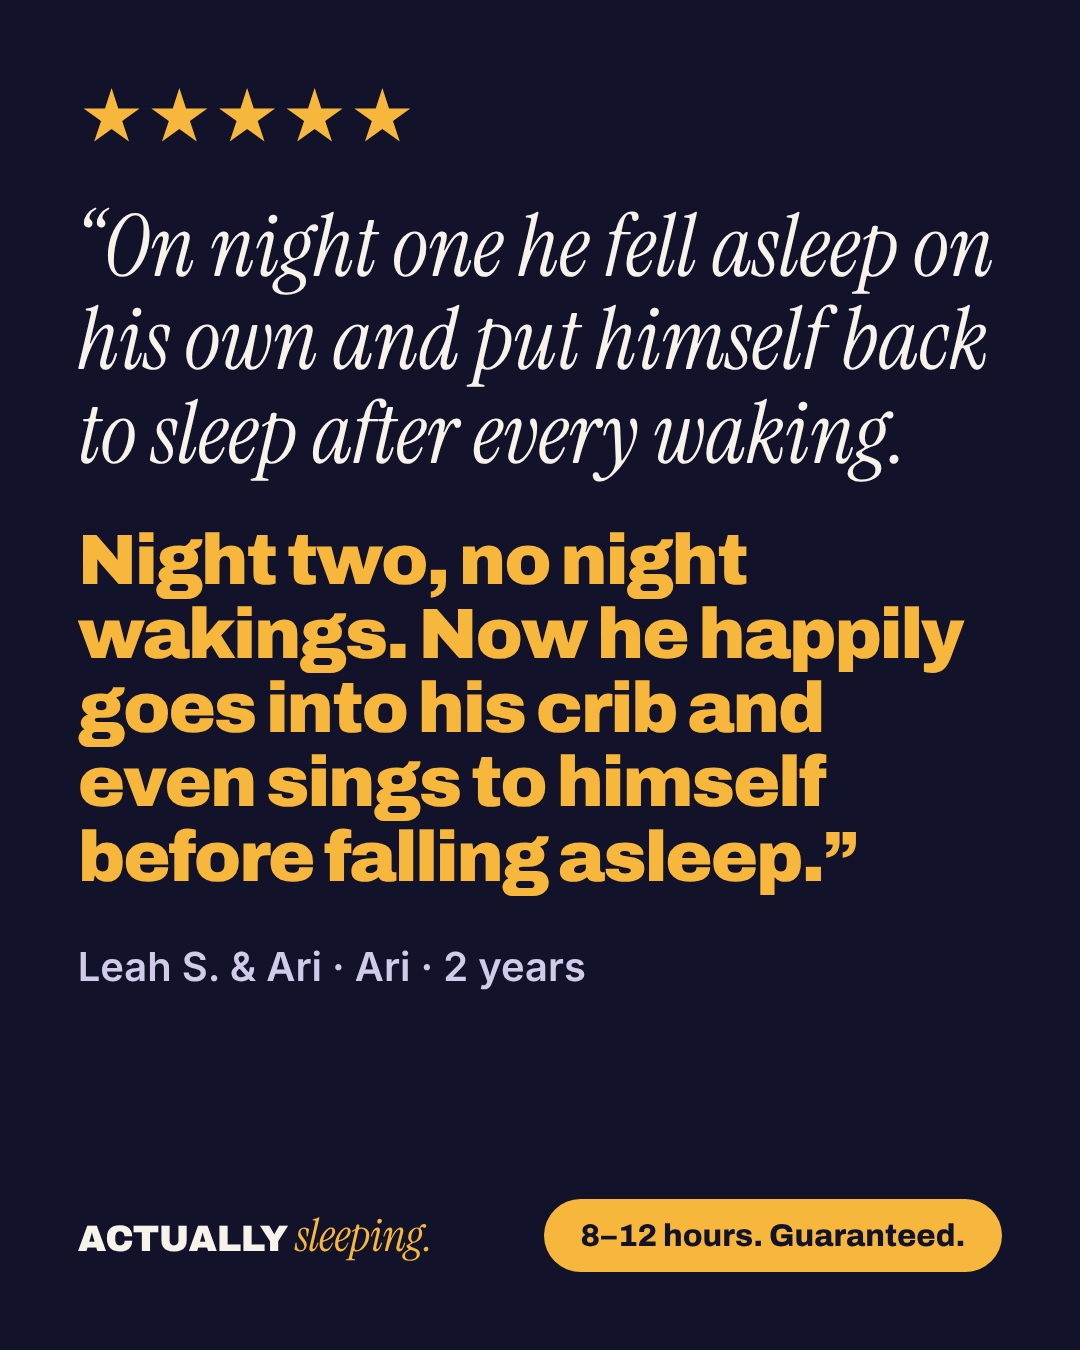 ★★★★★
“On night one he fell asleep on
his own and put himself back
to sleep after every waking.
Night two, no night
wakings. Now he happily
goes into his crib and
even sings to himself
before falling asleep.”
Leah S. & Ari · Ari · 2 years
ACTUALLY sleeping.
8–12 hours. Guaranteed.